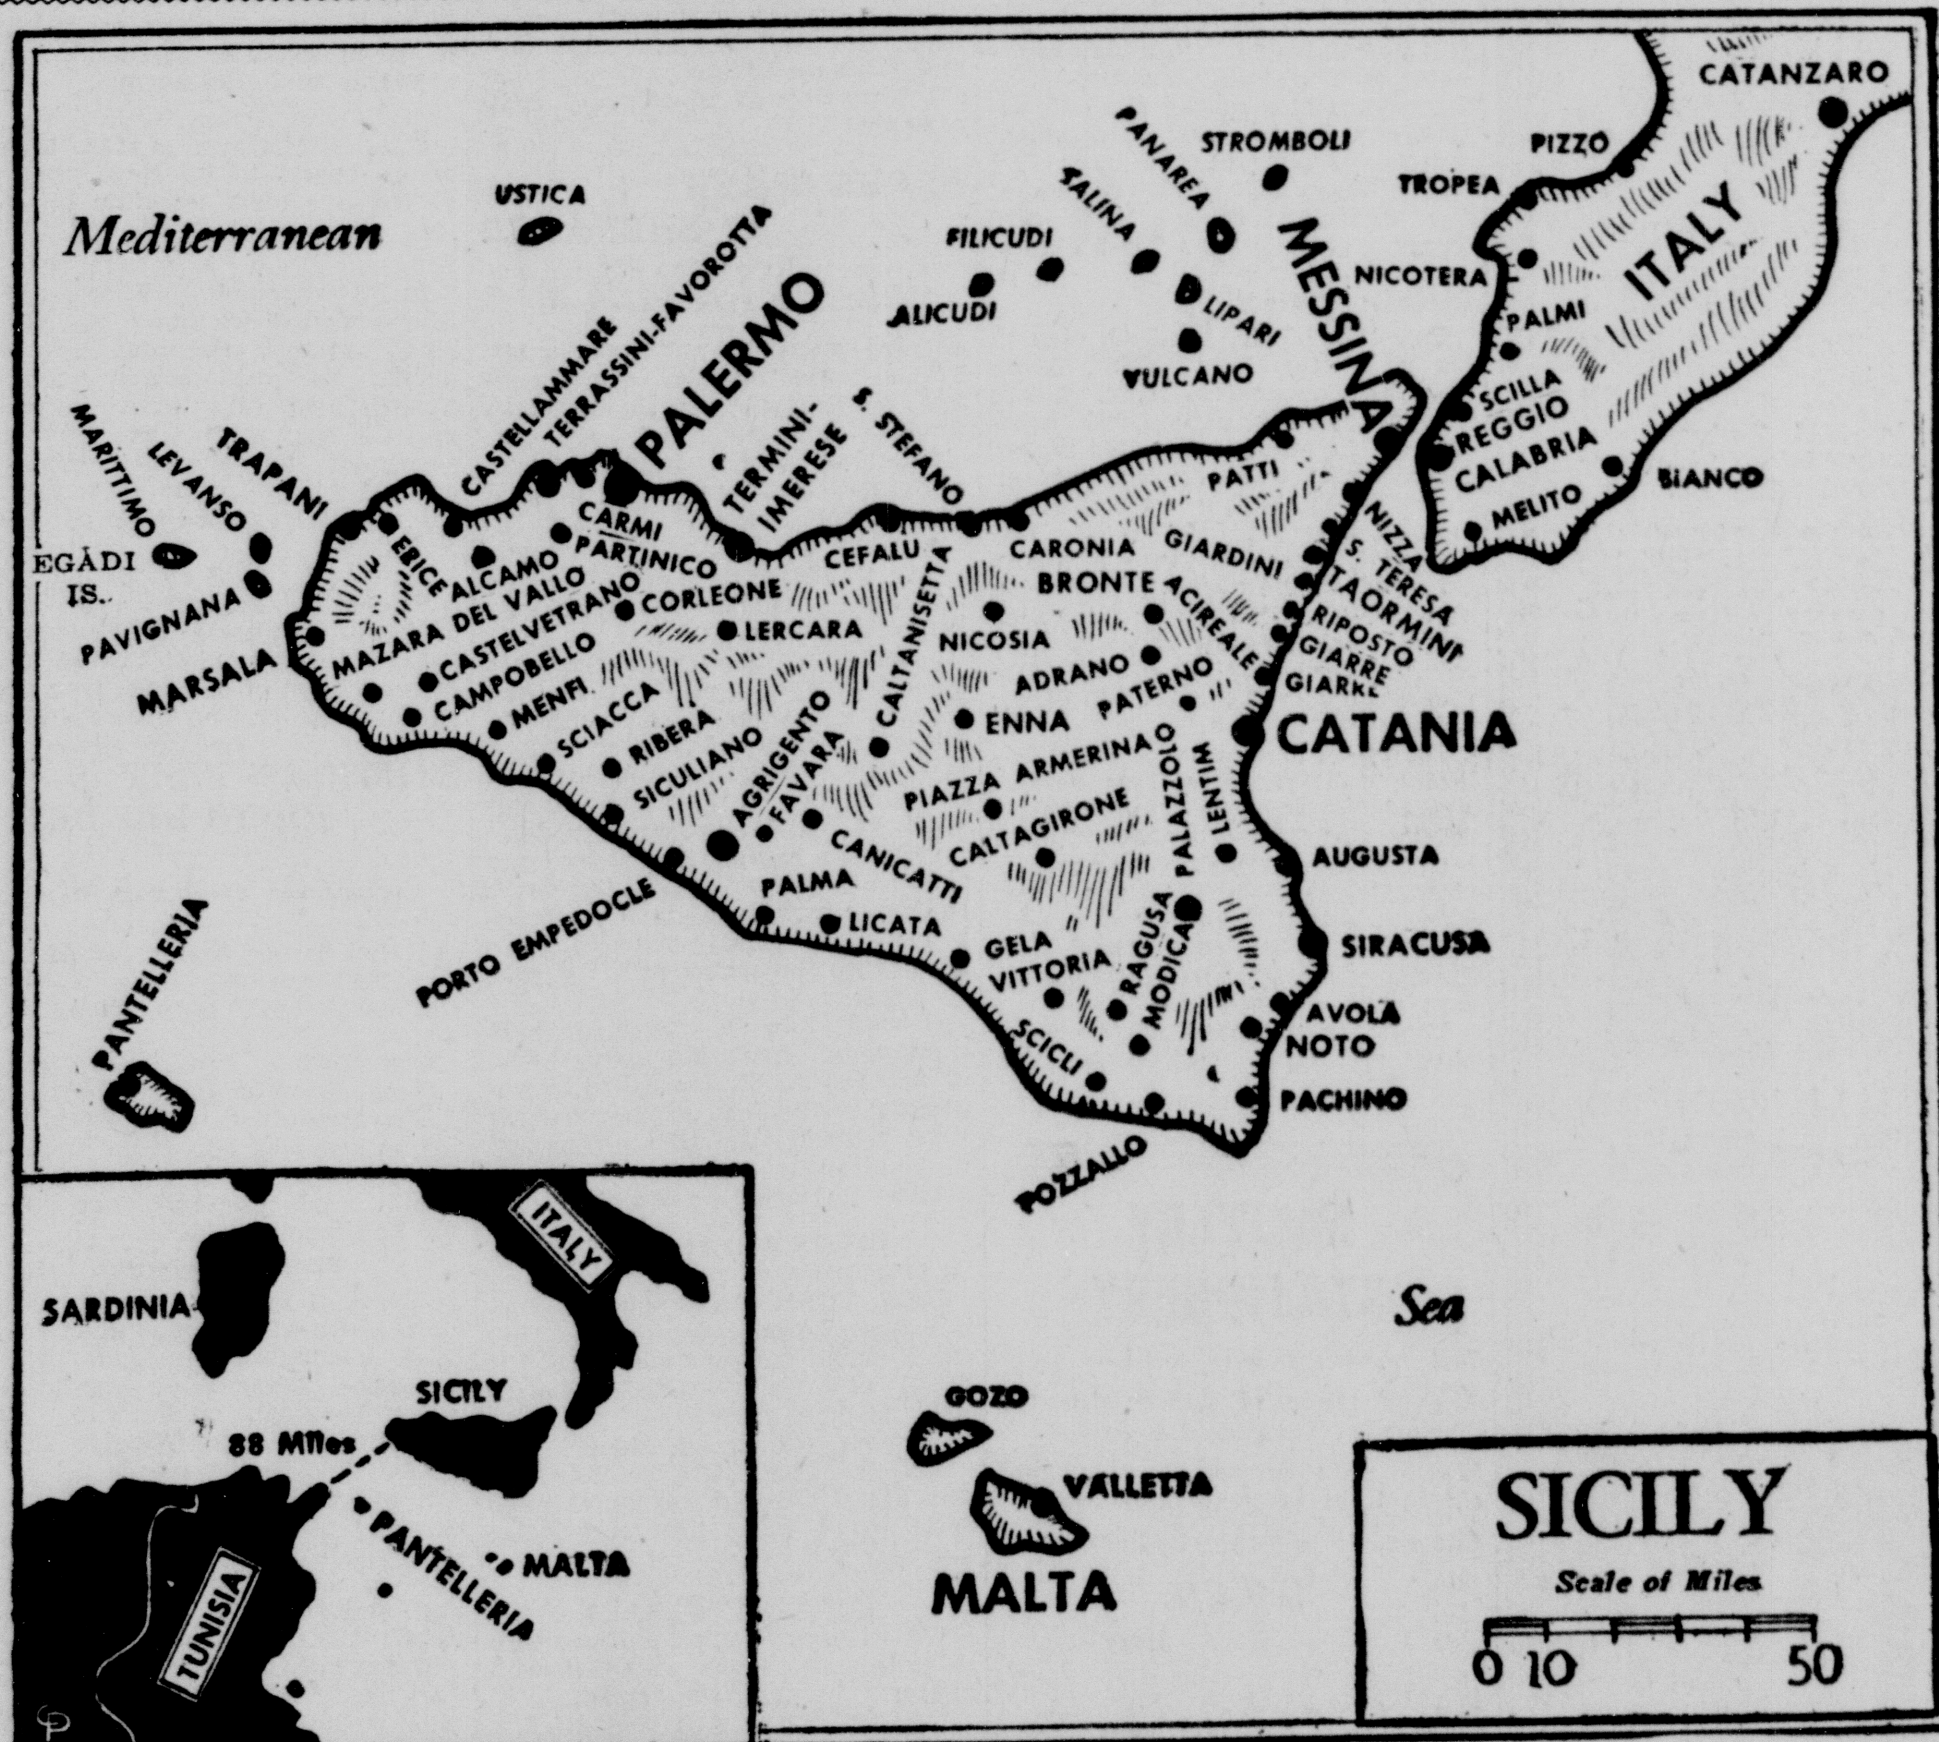 CATANZARO
PIZZO
TROPEA
ITALY
NICOTERA
PALMI
SCILLA
REGGIO
CALABRIA
BIANCO
MELITO
STROMBOLI
PANAREA
SALINA
FILICUDI
ALICUDI
LIPARI
VULCANO
MESSINA
USTICA
Mediterranean
CASTELLAMMARE
TERRASSINI-FAVOROTTA
PALERMO
TERMINI-
IMERESE
S. STEFANO
MARITTIMO
LEVANSO
TRAPANI
EGADI
IS.
PAVIGNANA
MARSALA
ERICE
CARMI
PARTINICO
ALCAMO
MAZARA DEL VALLO
CASTELVETRANO
CAMPOBELLO
CORLEONE
LERCARA
MENFI
SCIACCA
RIBERA
SICULIANO
AGRIGENTO
FAVARA
CEFALU
CALTANISETTA
CARONIA
PATTI
GIARDINI
NIZZA
S. TERESA
TAORMINA
RIPOSTO
GIARRE
GIARRE
BRONTE
ACIREALE
NICOSIA
ADRANO
PATERNO
ENNA
CATANIA
PIAZZA ARMERINA
CALTAGIRONE
PALAZZOLO
LENTINI
CANICATTI
PALMA
LICATA
PORTO EMPEDOCLE
AUGUSTA
GELA
VITTORIA
RAGUSA
MODICA
SIRACUSA
SCICLI
AVOLA
NOTO
PACHINO
POZZALLO
PANTELLERIA
Sea
GOZO
VALLETTA
MALTA
ITALY
SARDINIA
SICILY
88 Miles
PANTELLERIA
MALTA
TUNISIA
CP
SICILY
Scale of Miles
0 10 50